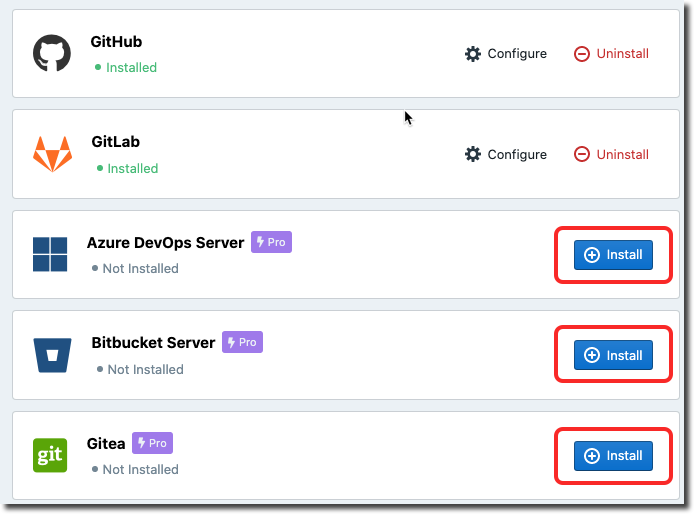 GitHub
Installed
Configure
Uninstall
GitLab
Installed
Configure
Uninstall
Azure DevOps Server Pro
Not Installed
Install
Bitbucket Server Pro
Not Installed
Install
git
Gitea Pro
Not Installed
Install